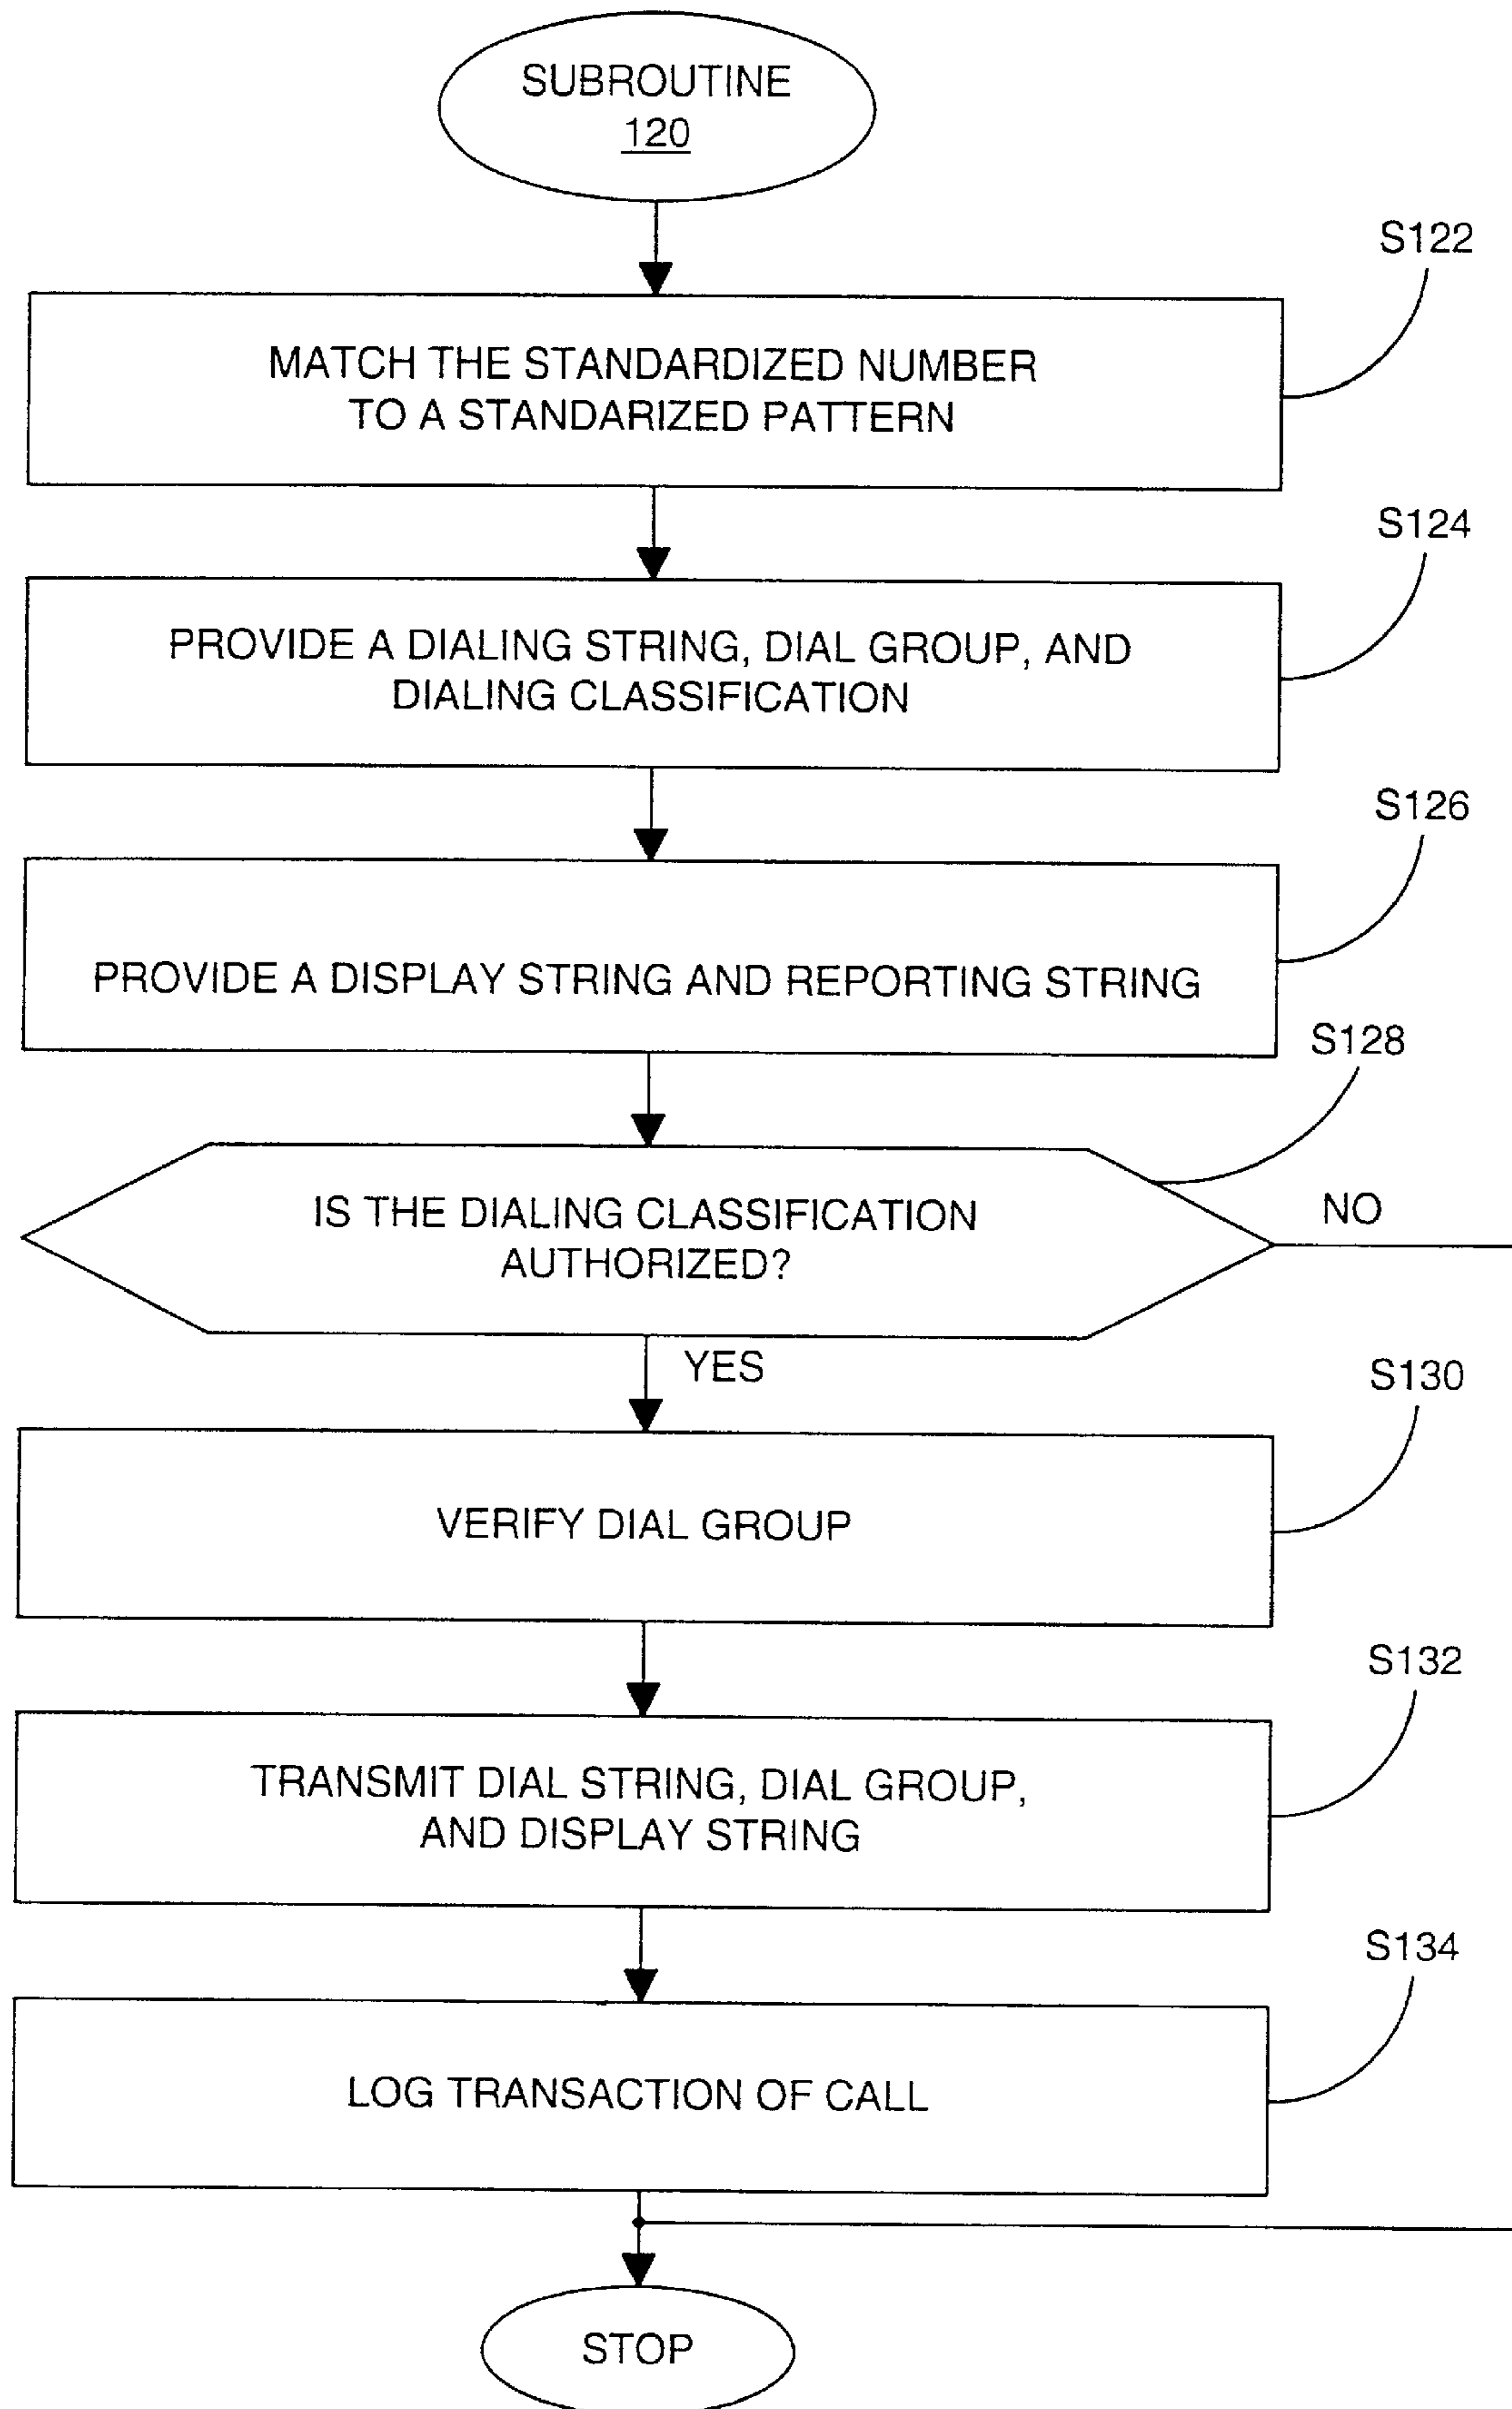 SUBROUTINE
120
S122
MATCH THE STANDARDIZED NUMBER
TO A STANDARIZED PATTERN
S124
PROVIDE A DIALING STRING, DIAL GROUP, AND
DIALING CLASSIFICATION
S126
PROVIDE A DISPLAY STRING AND REPORTING STRING
S128
IS THE DIALING CLASSIFICATION
AUTHORIZED?
NO
YES
S130
VERIFY DIAL GROUP
S132
TRANSMIT DIAL STRING, DIAL GROUP,
AND DISPLAY STRING
S134
LOG TRANSACTION OF CALL
STOP